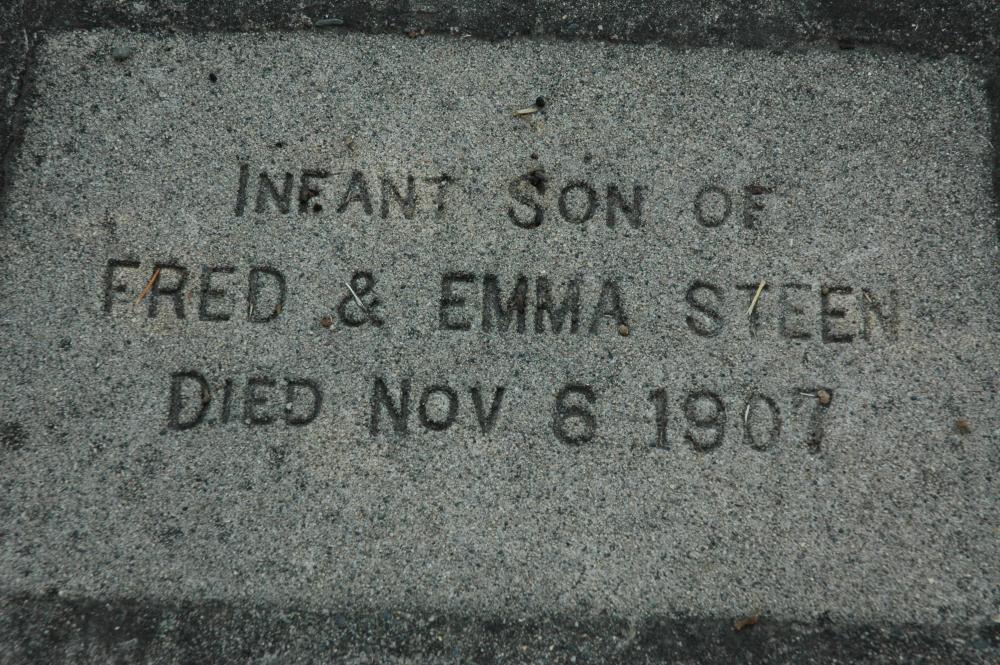 INFANT SON OF
FRED & EMMA STEEN
DIED NOV 6 1907